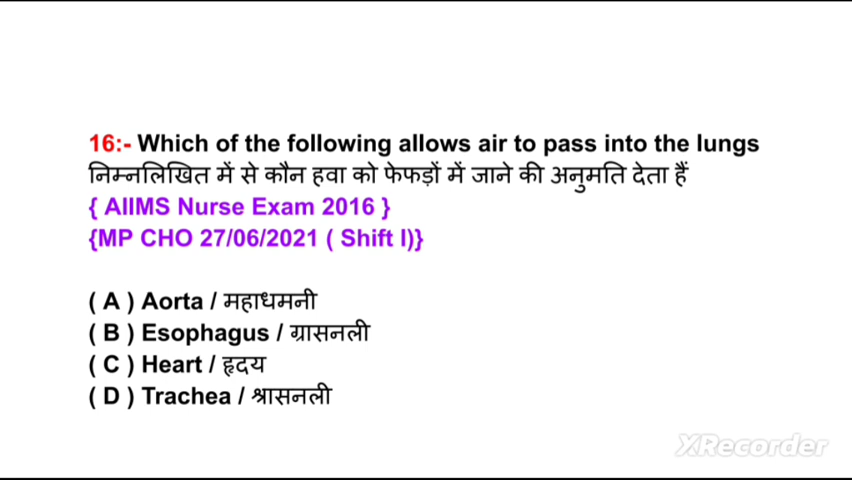 16:- Which of the following allows air to pass into the lungs
निम्नलिखित में से कौन हवा को फेफड़ों में जाने की अनुमति देता हैं
{ AIIMS Nurse Exam 2016 }
{MP CHO 27/06/2021 ( Shift I)}
( A ) Aorta / महाधमनी
( B ) Esophagus / ग्रासनली
( C ) Heart / हृदय
( D ) Trachea / श्रासनली
XRecorder